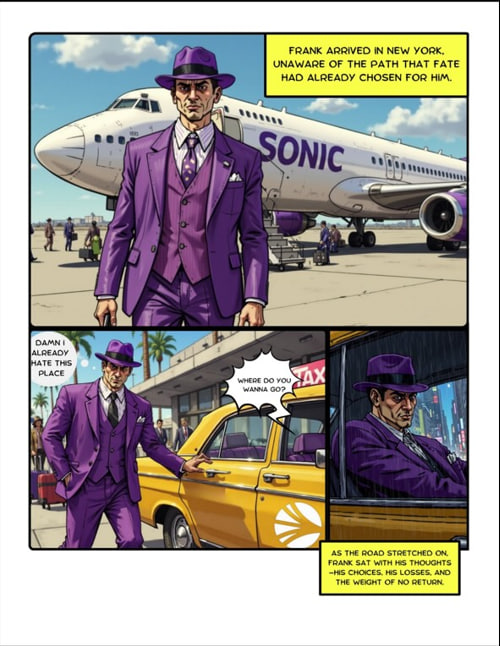 FRANK ARRIVED IN NEW YORK,
UNAWARE OF THE PATH THAT FATE
HAD ALREADY CHOSEN FOR HIM.
SONIC
DAMN I
ALREADY
HATE THIS
PLACE
WHERE DO YOU
WANNA GO?
TAX
AS THE ROAD STRETCHED ON,
FRANK SAT WITH HIS THOUGHTS
—HIS CHOICES, HIS LOSSES, AND
THE WEIGHT OF NO RETURN.